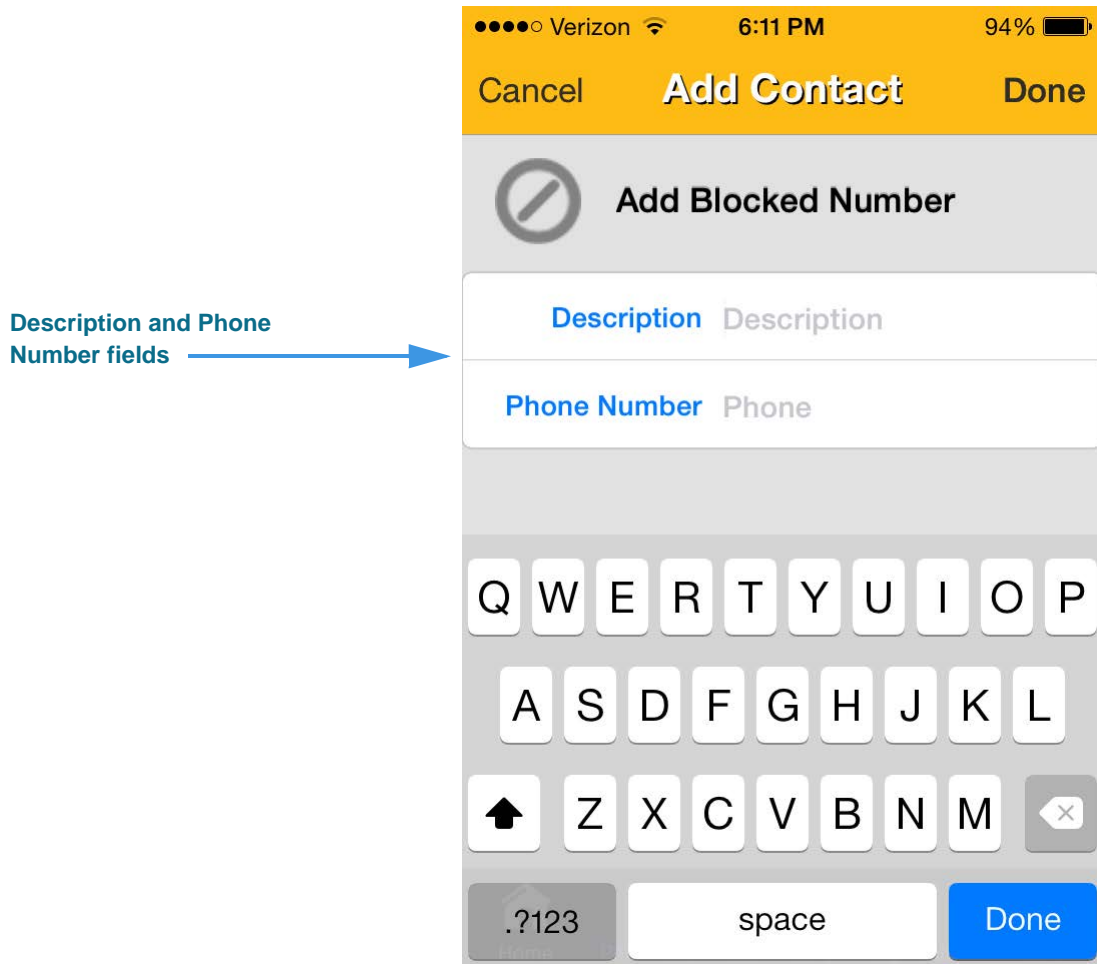 Verizon 6:11 PM 94%
Cancel Add Contact Done
Add Blocked Number
Description and Phone
Number fields
Description Description
Phone Number Phone
Q W E R T Y U I O P
A S D F G H J K L
Z X C V B N M
.?123 space Done
Home